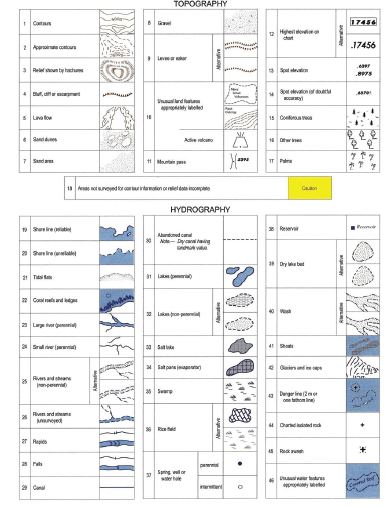 TOPOGRAPHY
1 Contours
2 Approximate contours
3 Relief shown by hachures
4 Bluff, cliff or escarpment
5 Lava flow
6 Sand dunes
7 Sand area
8 Gravel
9 Levee or esker
Alternative
10 Unusual land features
appropriately labelled
Active volcano
11 Mountain pass
12 Highest elevation on
chart
Alternative
17456
.17456
13 Spot elevation
.8975
14 Spot elevation (of doubtful
accuracy)
15 Coniferous trees
16 Other trees
17 Palms
18 Areas not surveyed for contour information or relief data incomplete
Caution
HYDROGRAPHY
19 Shore line (reliable)
20 Shore line (unreliable)
21 Tidal flats
22 Coral reefs and ledges
23 Large river (perennial)
24 Small river (perennial)
25 Rivers and streams
(non-perennial)
Alternative
26 Rivers and streams
(unsurveyed)
27 Rapids
28 Falls
29 Canal
30 Abandoned canal
Note.— Dry canal having
landmark value.
31 Lakes (perennial)
32 Lakes (non-perennial)
Alternative
33 Salt lake
34 Salt pans (evaporator)
35 Swamp
36 Rice field
Alternative
37 Spring, well or
water hole
perennial
intermittent
38 Reservoir
Reservoir
39 Dry lake bed
Alternative
40 Wash
Alternative
41 Shoals
42 Glaciers and ice caps
43 Danger line (2 m or
one fathom line)
44 Charted isolated rock
45 Rock awash
46 Unusual water features
appropriately labelled